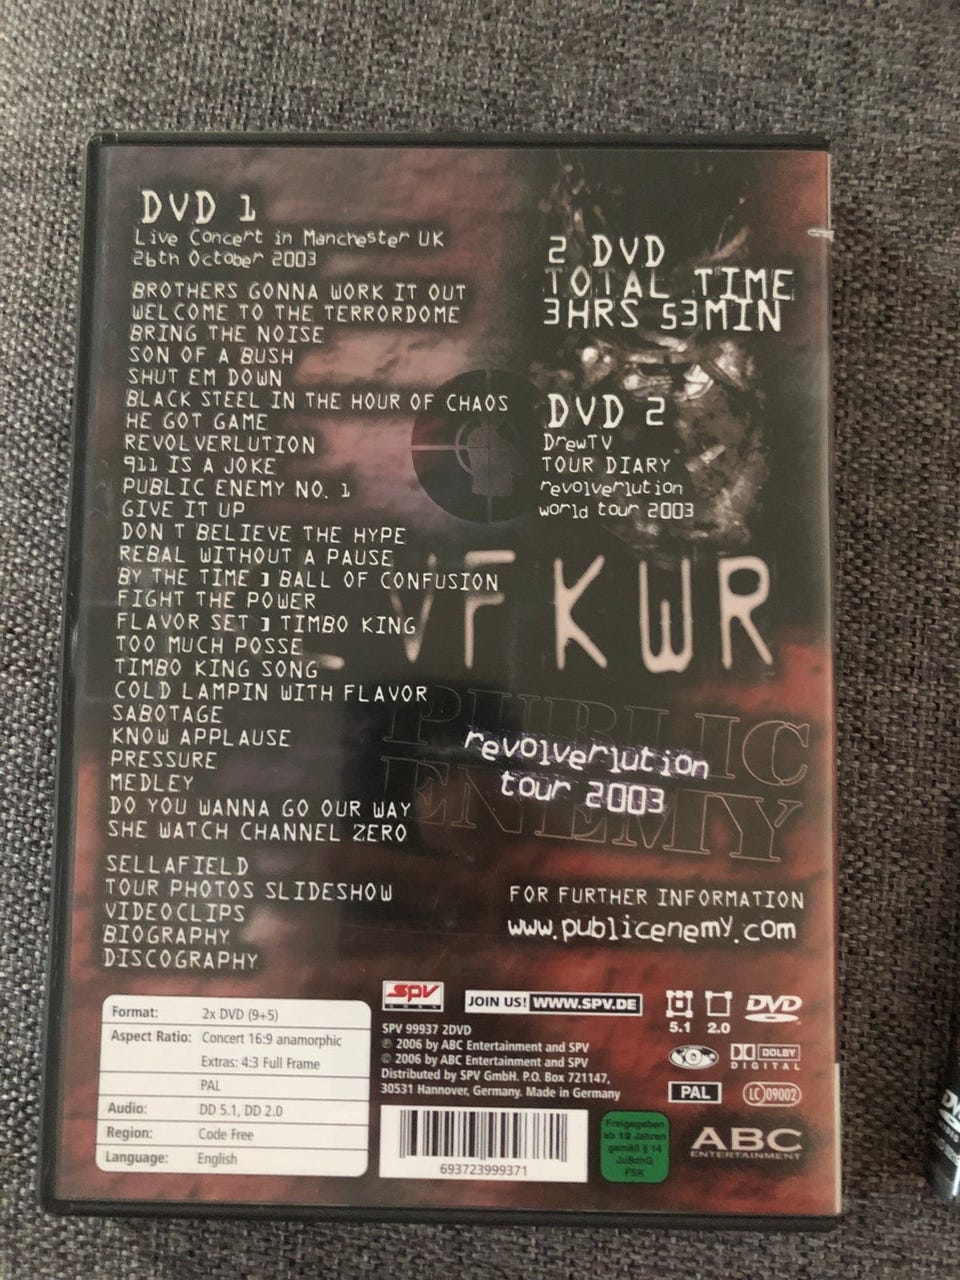 DVD 1
Live Concert in Manchester UK
26th October 2003
BROTHERS GONNA WORK IT OUT
WELCOME TO THE TERRORDOME
BRING THE NOISE
SON OF A BUSH
SHUT EM DOWN
BLACK STEEL IN THE HOUR OF CHAOS
HE GOT GAME
REVOLVERLUTION
911 IS A JOKE
PUBLIC ENEMY NO. 1
GIVE IT UP
DON T BELIEVE THE HYPE
REBAL WITHOUT A PAUSE
BY THE TIME ] BALL OF CONFUSION
FIGHT THE POWER
FLAVOR SET ] TIMBO KING
TOO MUCH POSSE
TIMBO KING SONG
COLD LAMPIN WITH FLAVOR
SABOTAGE
KNOW APPLAUSE
PRESSURE
MEDLEY
DO YOU WANNA GO OUR WAY
SHE WATCH CHANNEL ZERO
SELLAFIELD
TOUR PHOTOS SLIDESHOW
VIDEOCLIPS
BIOGRAPHY
DISCOGRAPHY
2 DVD
TOTAL TIME
3HRS 53MIN
DVD 2
DrewTV
TOUR DIARY
revolverlution
world tour 2003
VFKWR
PUBLIC
ENEMY
revolverlution
tour 2003
FOR FURTHER INFORMATION
www.publicenemy.com
Format: 2x DVD (9+5)
Aspect Ratio: Concert 16:9 anamorphic
Extras: 4:3 Full Frame
PAL
Audio: DD 5.1, DD 2.0
Region: Code Free
Language: English
SPV
JOIN US! WWW.SPV.DE
SPV 99937 2DVD
℗ 2006 by ABC Entertainment and SPV
© 2006 by ABC Entertainment and SPV
Distributed by SPV GmbH. P.O. Box 721147,
30531 Hannover, Germany. Made in Germany
693723999371
5.1 2.0
DVD
DOLBY
DIGITAL
PAL
LC 09002
Freigegeben
ab 12 Jahren
gemäß § 14
JuSchG
FSK
ABC
ENTERTAINMENT